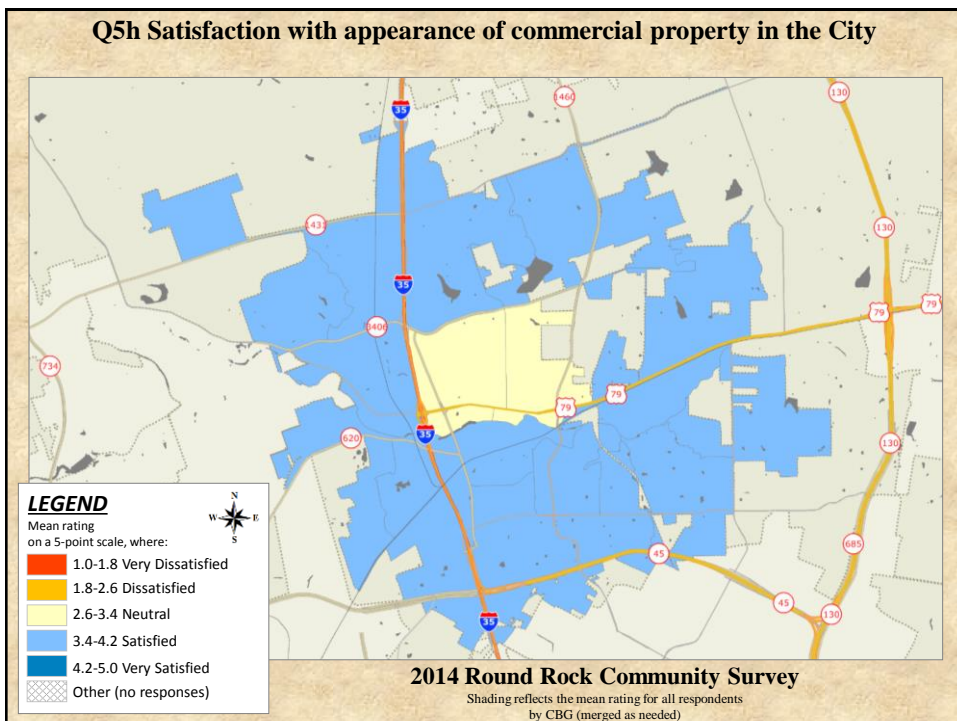 Q5h Satisfaction with appearance of commercial property in the City
35
1460
130
1431
130
35
3406
79
79
734
79
79
35
620
130
685
45
45
130
35
LEGEND
N
W E
S
Mean rating
on a 5-point scale, where:
1.0-1.8 Very Dissatisfied
1.8-2.6 Dissatisfied
2.6-3.4 Neutral
3.4-4.2 Satisfied
4.2-5.0 Very Satisfied
Other (no responses)
2014 Round Rock Community Survey
Shading reflects the mean rating for all respondents
by CBG (merged as needed)